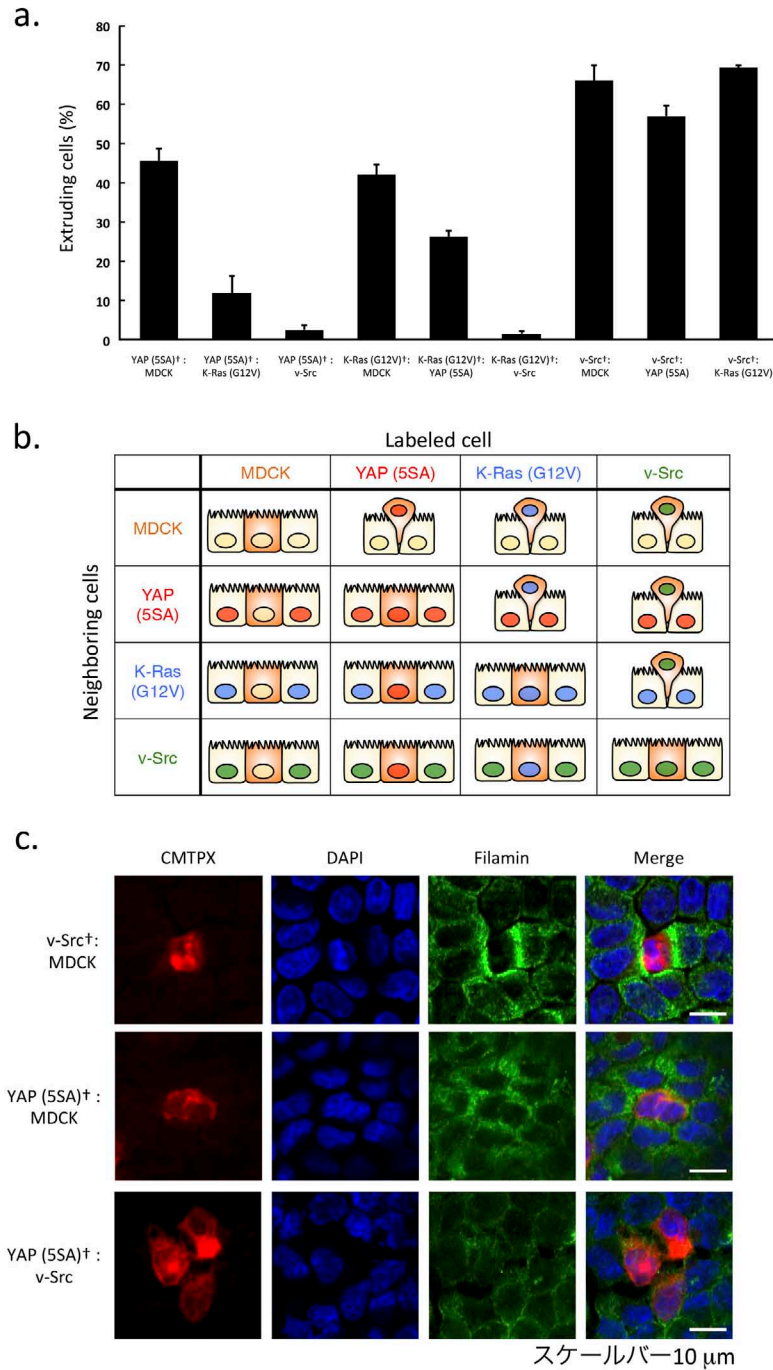 a.
Extruding cells (%)
80
70
60
50
40
30
20
10
0
YAP (5SA)† :
MDCK
YAP (5SA)† :
K-Ras (G12V)
YAP (5SA)† :
v-Src
K-Ras (G12V)†:
MDCK
K-Ras (G12V)†:
YAP (5SA)
K-Ras (G12V)†:
v-Src
v-Src†:
MDCK
v-Src†:
YAP (5SA)
v-Src†:
K-Ras (G12V)
b.
Labeled cell
MDCK YAP (5SA) K-Ras (G12V) v-Src
Neighboring cells
MDCK
YAP
(5SA)
K-Ras
(G12V)
v-Src
c.
CMTPX DAPI Filamin Merge
v-Src†:
MDCK
YAP (5SA)† :
MDCK
YAP (5SA)† :
v-Src
スケールバー10 μm